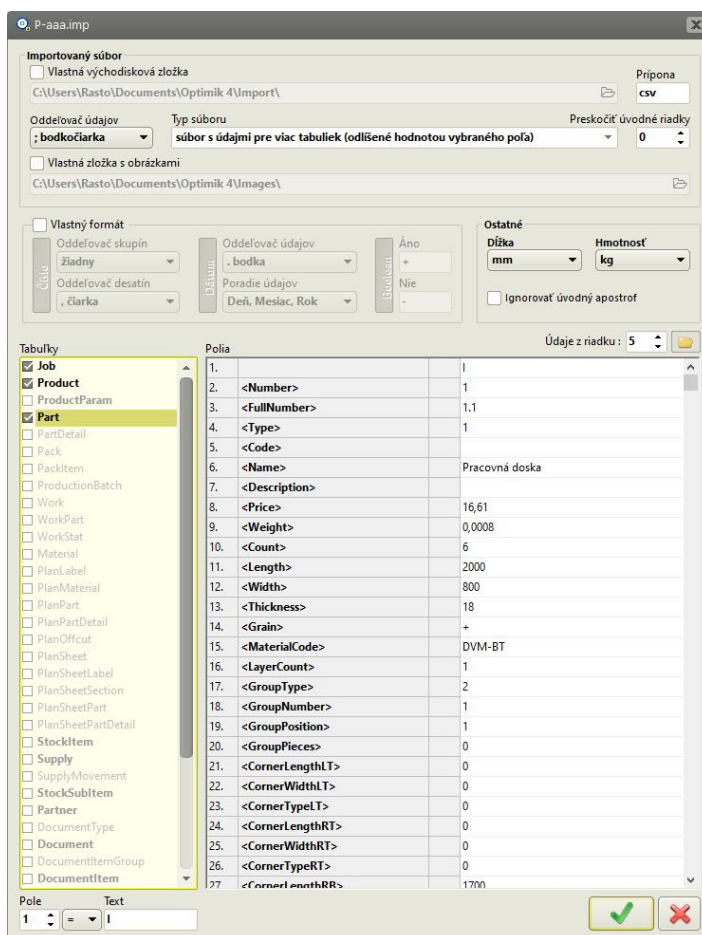 P-aaa.imp
Importovaný súbor
Vlastná východisková zložka
Prípona
C:\Users\Rasto\Documents\Optimik 4\Import\
csv
Oddeľovač údajov
Typ súboru
Preskočiť úvodné riadky
; bodkočiarka
súbor s údajmi pre viac tabuliek (odlíšené hodnotou vybraného poľa)
0
Vlastná zložka s obrázkami
C:\Users\Rasto\Documents\Optimik 4\Images\
Vlastný formát
Číslo
Oddeľovač skupín
žiadny
Oddeľovač desatín
, čiarka
Dátum
Oddeľovač údajov
. bodka
Poradie údajov
Deň, Mesiac, Rok
Boolean
Áno
+
Nie
-
Ostatné
Dĺžka
Hmotnosť
mm
kg
Ignorovať úvodný apostrof
Údaje z riadku : 5
Tabuľky
Job
Product
ProductParam
Part
PartDetail
Pack
PackItem
ProductionBatch
Work
WorkPart
WorkStat
Material
PlanLabel
PlanMaterial
PlanPart
PlanPartDetail
PlanOffcut
PlanSheet
PlanSheetLabel
PlanSheetSection
PlanSheetPart
PlanSheetPartDetail
StockItem
Supply
SupplyMovement
StockSubItem
Partner
DocumentType
Document
DocumentItemGroup
DocumentItem
Polia
1. I
2. <Number> 1
3. <FullNumber> 1.1
4. <Type> 1
5. <Code>
6. <Name> Pracovná doska
7. <Description>
8. <Price> 16,61
9. <Weight> 0,0008
10. <Count> 6
11. <Length> 2000
12. <Width> 800
13. <Thickness> 18
14. <Grain> +
15. <MaterialCode> DVM-BT
16. <LayerCount> 1
17. <GroupType> 2
18. <GroupNumber> 1
19. <GroupPosition> 1
20. <GroupPieces> 0
21. <CornerLengthLT> 0
22. <CornerWidthLT> 0
23. <CornerTypeLT> 0
24. <CornerLengthRT> 0
25. <CornerWidthRT> 0
26. <CornerTypeRT> 0
27. <CornerLengthRB> 1700
Pole
Text
1 = I